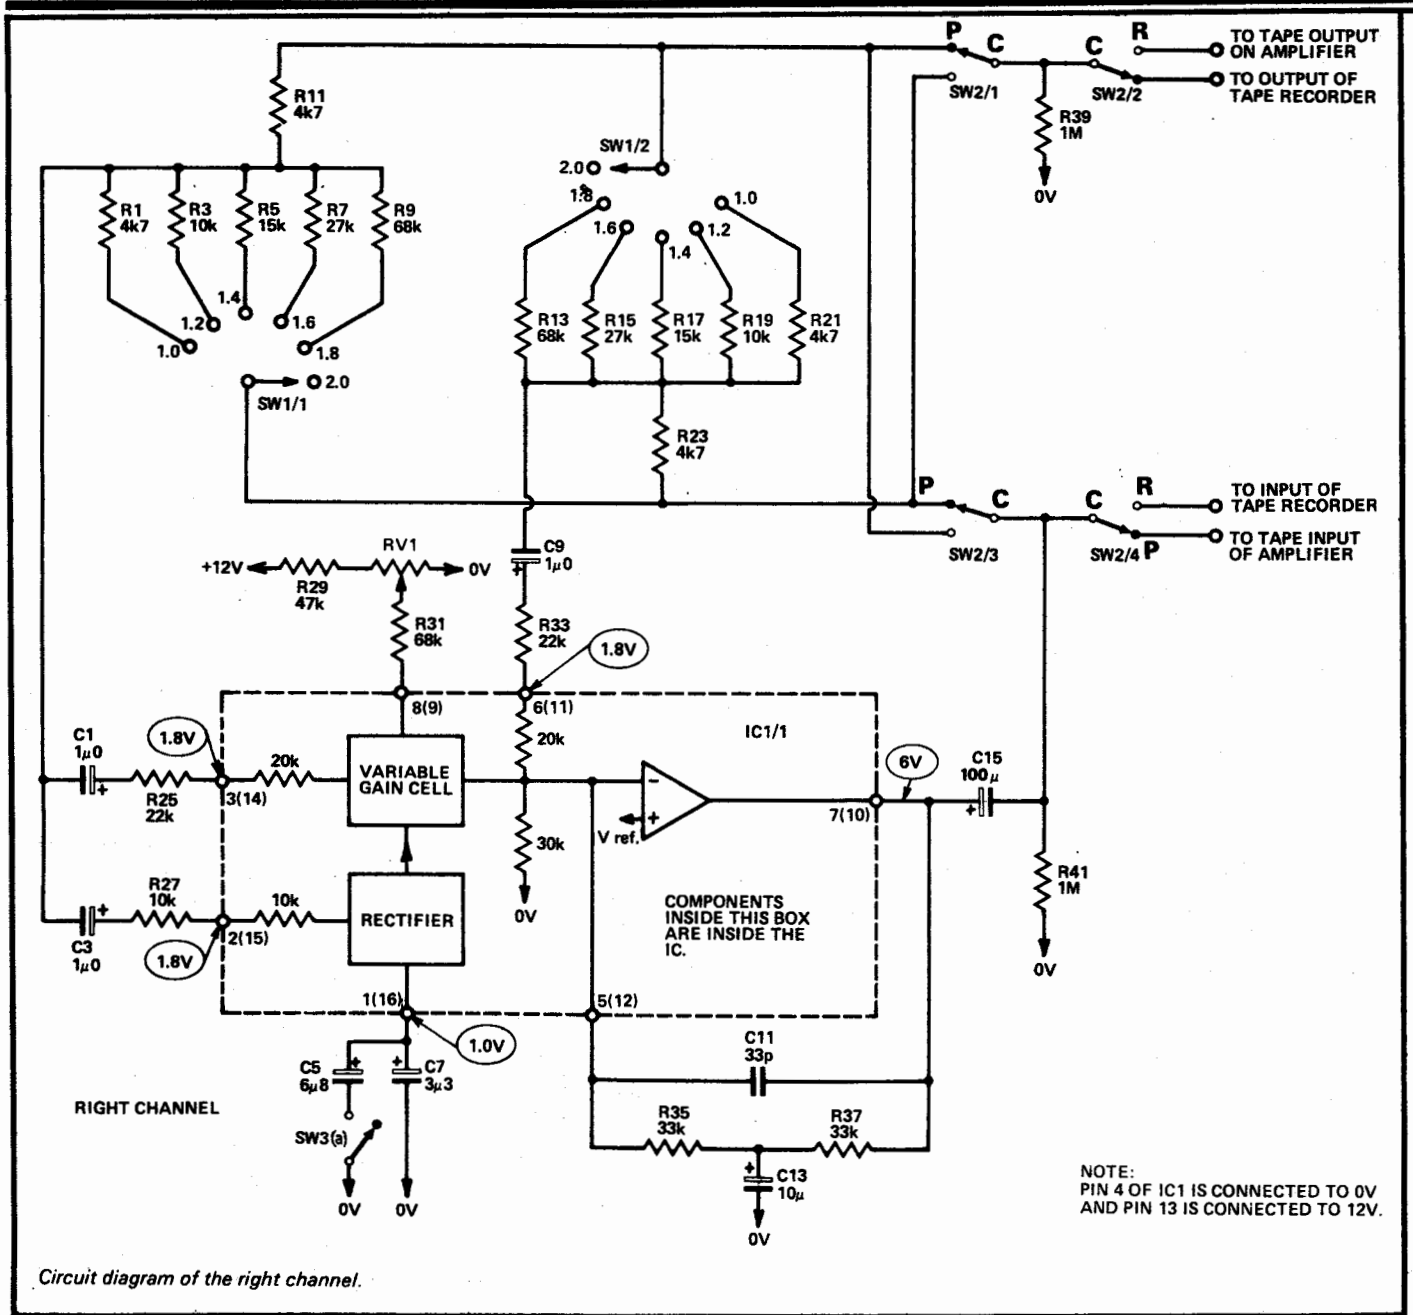 P
C
C
R
TO TAPE OUTPUT
ON AMPLIFIER
SW2/1
SW2/2
TO OUTPUT OF
TAPE RECORDER
R11
4k7
R39
1M
0V
SW1/2
2.0
1.8
1.6
1.4
1.2
1.0
R1
4k7
R3
10k
R5
15k
R7
27k
R9
68k
1.0
1.2
1.4
1.6
1.8
2.0
SW1/1
R13
68k
R15
27k
R17
15k
R19
10k
R21
4k7
R23
4k7
P
C
C
R
TO INPUT OF
TAPE RECORDER
SW2/3
SW2/4
P
TO TAPE INPUT
OF AMPLIFIER
+12V
R29
47k
RV1
0V
C9
1µ0
+
R31
68k
R33
22k
1.8V
8(9)
6(11)
IC1/1
C1
1µ0
+
R25
22k
1.8V
3(14)
20k
VARIABLE
GAIN CELL
20k
30k
0V
−
+
V ref.
7(10)
6V
C15
100µ
+
R41
1M
0V
C3
1µ0
+
R27
10k
1.8V
2(15)
10k
RECTIFIER
COMPONENTS
INSIDE THIS BOX
ARE INSIDE THE
IC.
1(16)
1.0V
5(12)
C5
6µ8
+
C7
3µ3
+
SW3(a)
0V
0V
RIGHT CHANNEL
C11
33p
R35
33k
R37
33k
C13
10µ
+
0V
NOTE:
PIN 4 OF IC1 IS CONNECTED TO 0V
AND PIN 13 IS CONNECTED TO 12V.
Circuit diagram of the right channel.